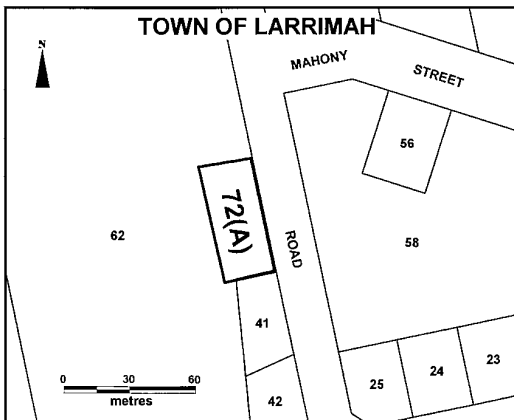 TOWN OF LARRIMAH
N
MAHONY
STREET
56
72(A)
62
ROAD
58
41
0 30 60
metres
42
25
24
23